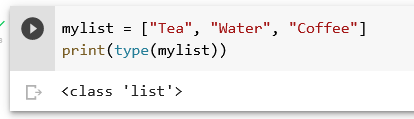 mylist = ["Tea", "Water", "Coffee"]
print(type(mylist))
<class 'list'>